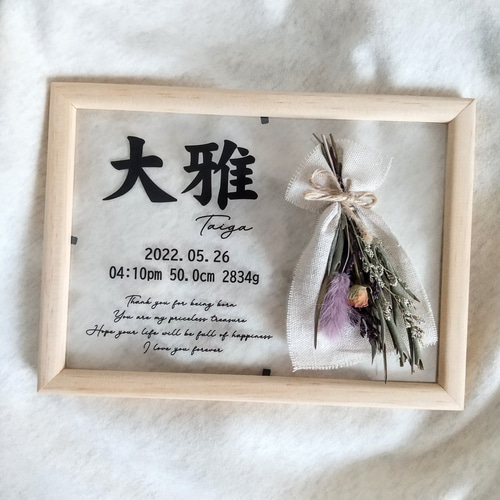 大雅
Taiga
2022.05.26
04:10pm 50.0cm 2834g
Thank you for being born
You are my priceless treasure
Hope your life will be full of happiness
I love you forever